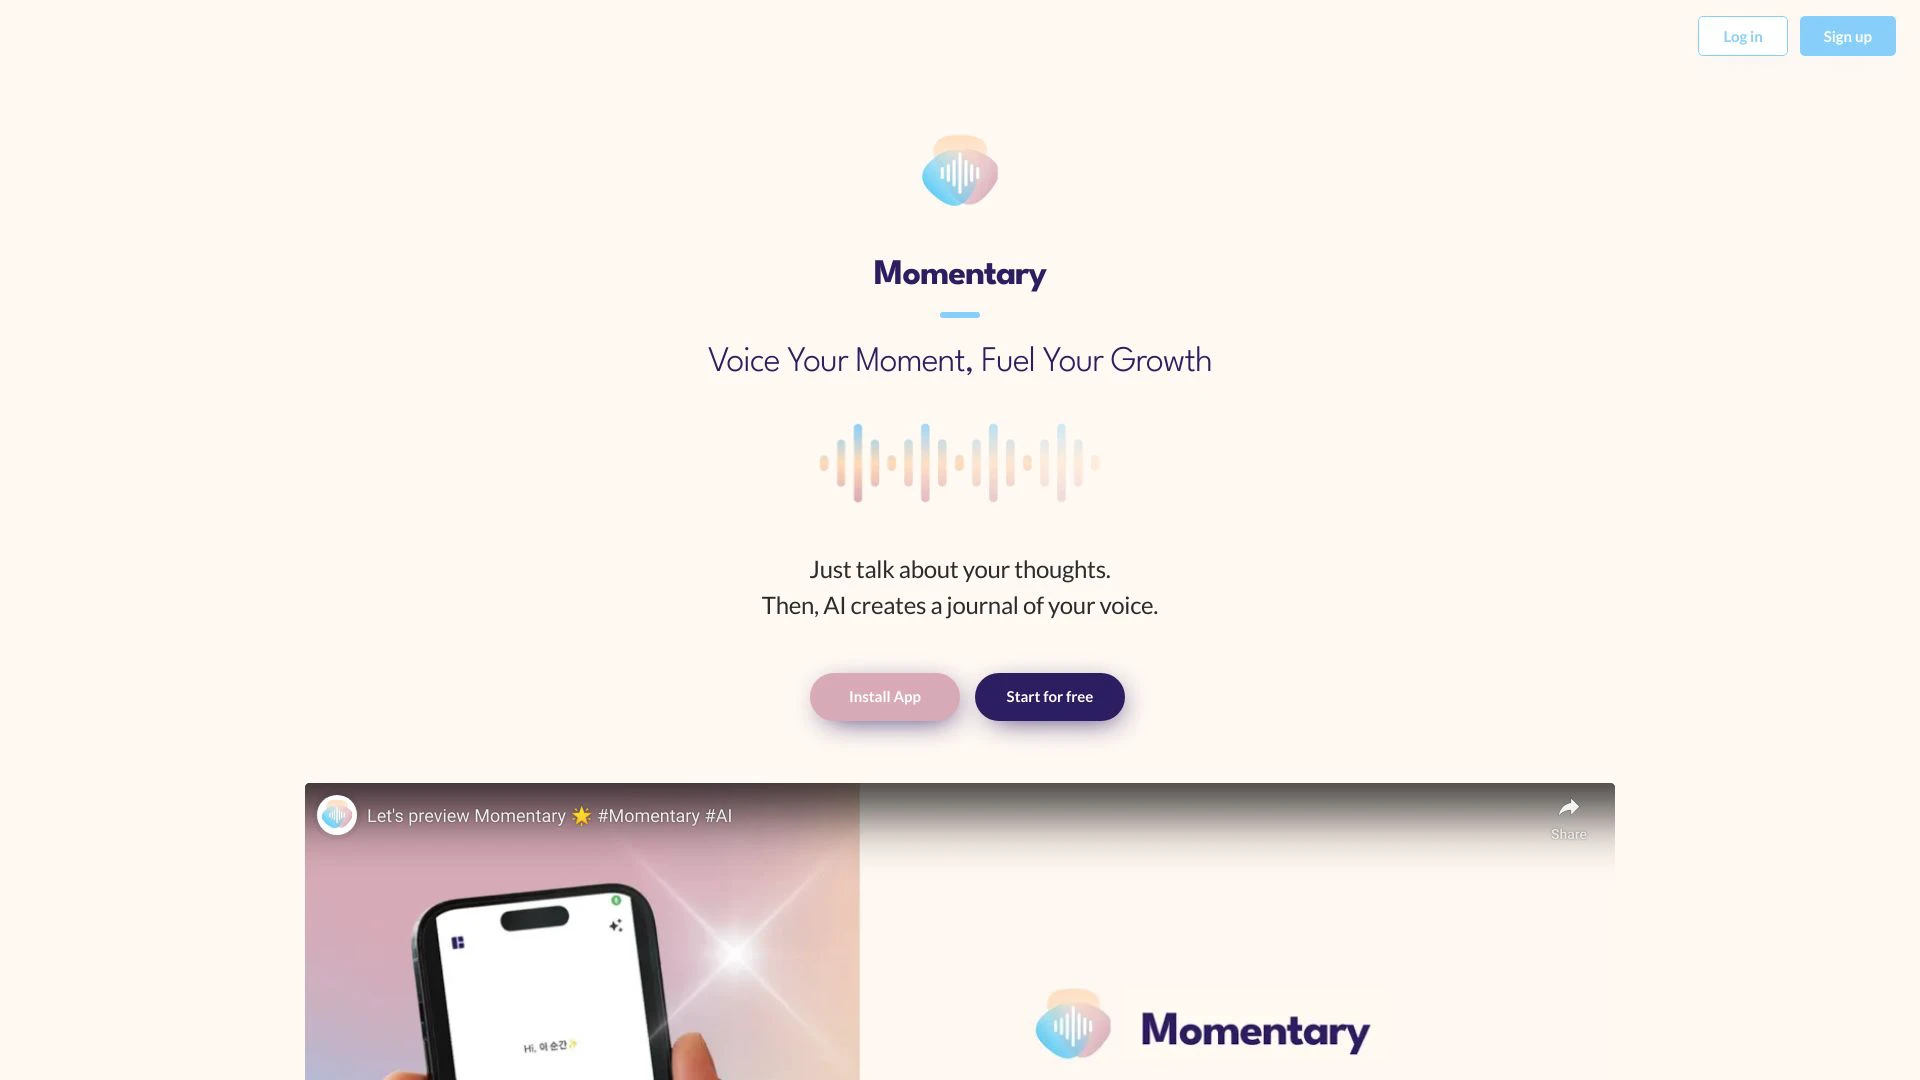 Log in
Sign up
Momentary
Voice Your Moment, Fuel Your Growth
Just talk about your thoughts.
Then, AI creates a journal of your voice.
Install App
Start for free
Let's preview Momentary 🌟 #Momentary #AI
Share
Hi, 이 순간✨
Momentary